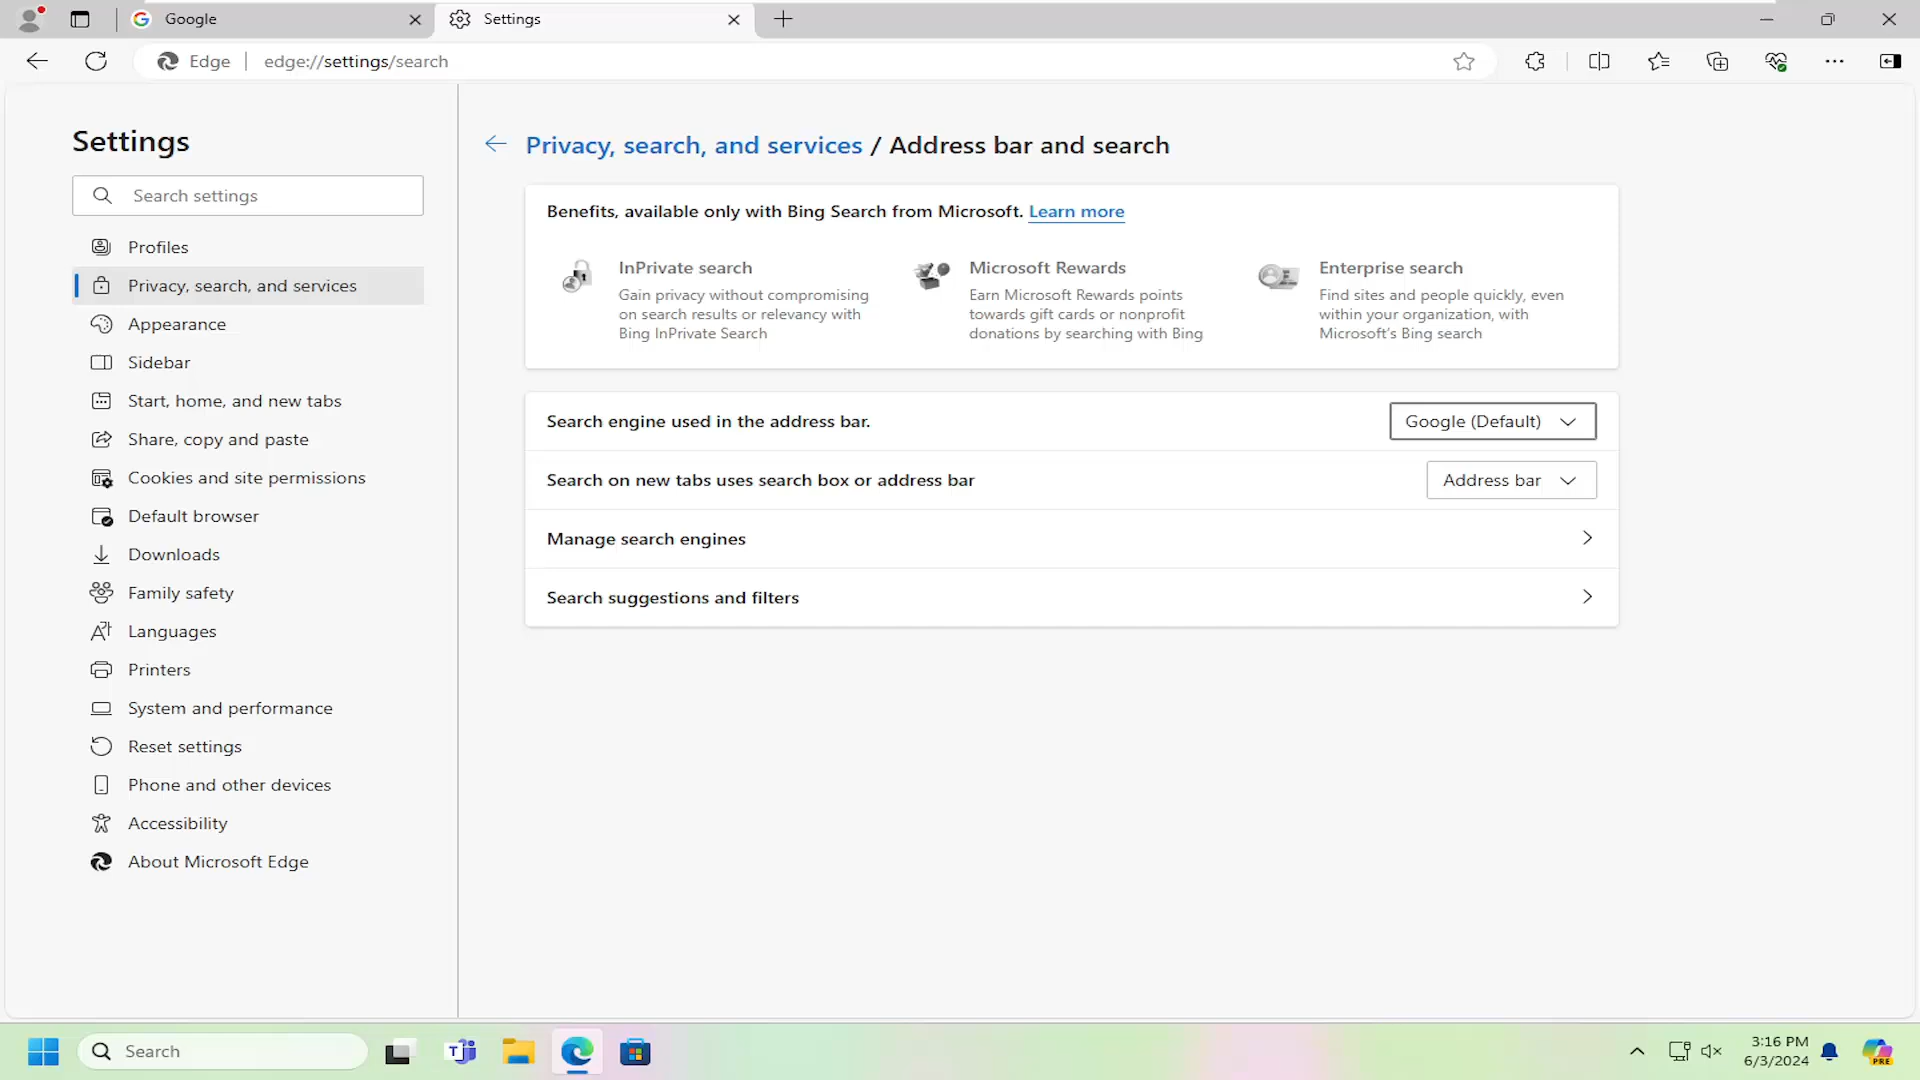 Google
Settings
Edge
edge://settings/search
Settings
Search settings
Profiles
Privacy, search, and services
Appearance
Sidebar
Start, home, and new tabs
Share, copy and paste
Cookies and site permissions
Default browser
Downloads
Family safety
Languages
Printers
System and performance
Reset settings
Phone and other devices
Accessibility
About Microsoft Edge
Privacy, search, and services / Address bar and search
Benefits, available only with Bing Search from Microsoft. Learn more
InPrivate search
Gain privacy without compromising
on search results or relevancy with
Bing InPrivate Search
Microsoft Rewards
Earn Microsoft Rewards points
towards gift cards or nonprofit
donations by searching with Bing
Enterprise search
Find sites and people quickly, even
within your organization, with
Microsoft's Bing search
Search engine used in the address bar.
Google (Default)
Search on new tabs uses search box or address bar
Address bar
Manage search engines
Search suggestions and filters
Search
3:16 PM
6/3/2024
PRE